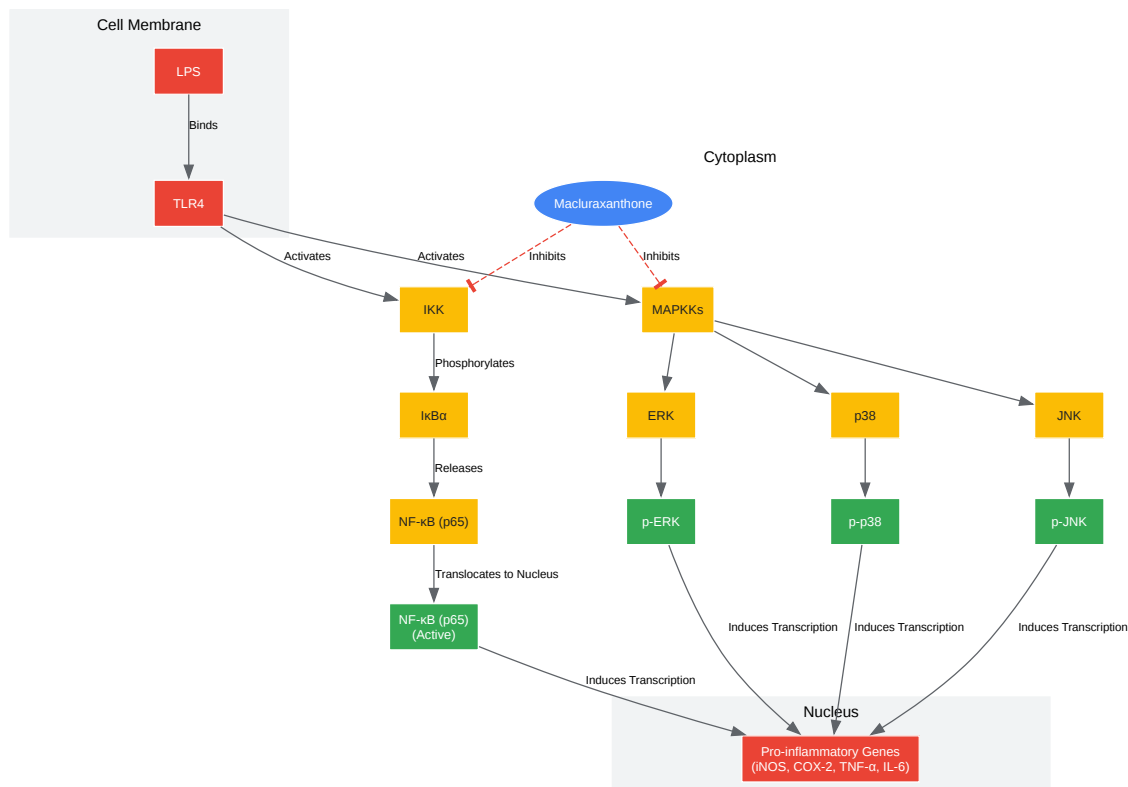 Cell Membrane
LPS
Binds
Cytoplasm
TLR4
Macluraxanthone
Activates
Activates
Inhibits
Inhibits
IKK
MAPKKs
Phosphorylates
IκBα
ERK
p38
JNK
Releases
NF-κB (p65)
p-ERK
p-p38
p-JNK
Translocates to Nucleus
NF-κB (p65)
(Active)
Induces Transcription
Induces Transcription
Induces Transcription
Induces Transcription
Nucleus
Pro-inflammatory Genes
(iNOS, COX-2, TNF-α, IL-6)